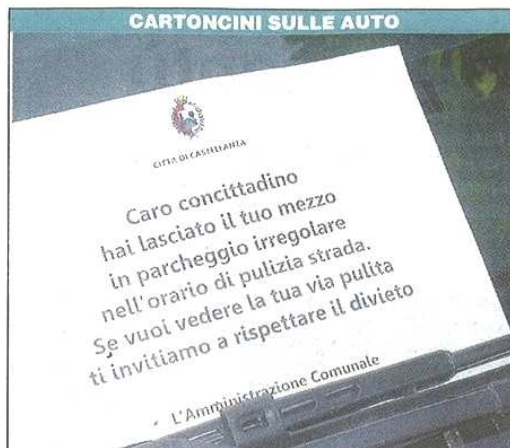 CARTONCINI SULLE AUTO
CITTÀ DI CASTELLANZA
Caro concittadino
hai lasciato il tuo mezzo
in parcheggio irregolare
nell'orario di pulizia strada.
Se vuoi vedere la tua via pulita
ti invitiamo a rispettare il divieto
L'Amministrazione Comunale